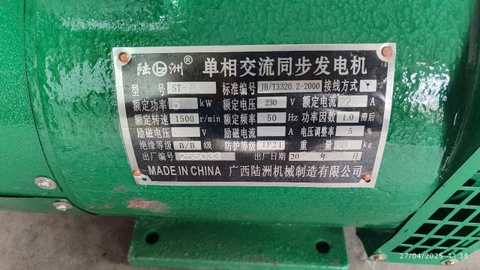 陆洲® 单相交流同步发电机
型号 ST- 标准编号 JB/T3320.2-2000 接线方式
额定功率 5 kW 额定电压 230 V 额定电流 A
额定转速 1500 r/min 额定频率 50 Hz 功率因数 1.0 滞后
励磁电压 V 励磁电流 A 电压调整率 5 %
绝缘等级 B/B 级 防护等级 IP21 重量 kg
出厂编号 出厂日期 20 年 月
MADE IN CHINA 广西陆洲机械制造有限公司
27/04/2025